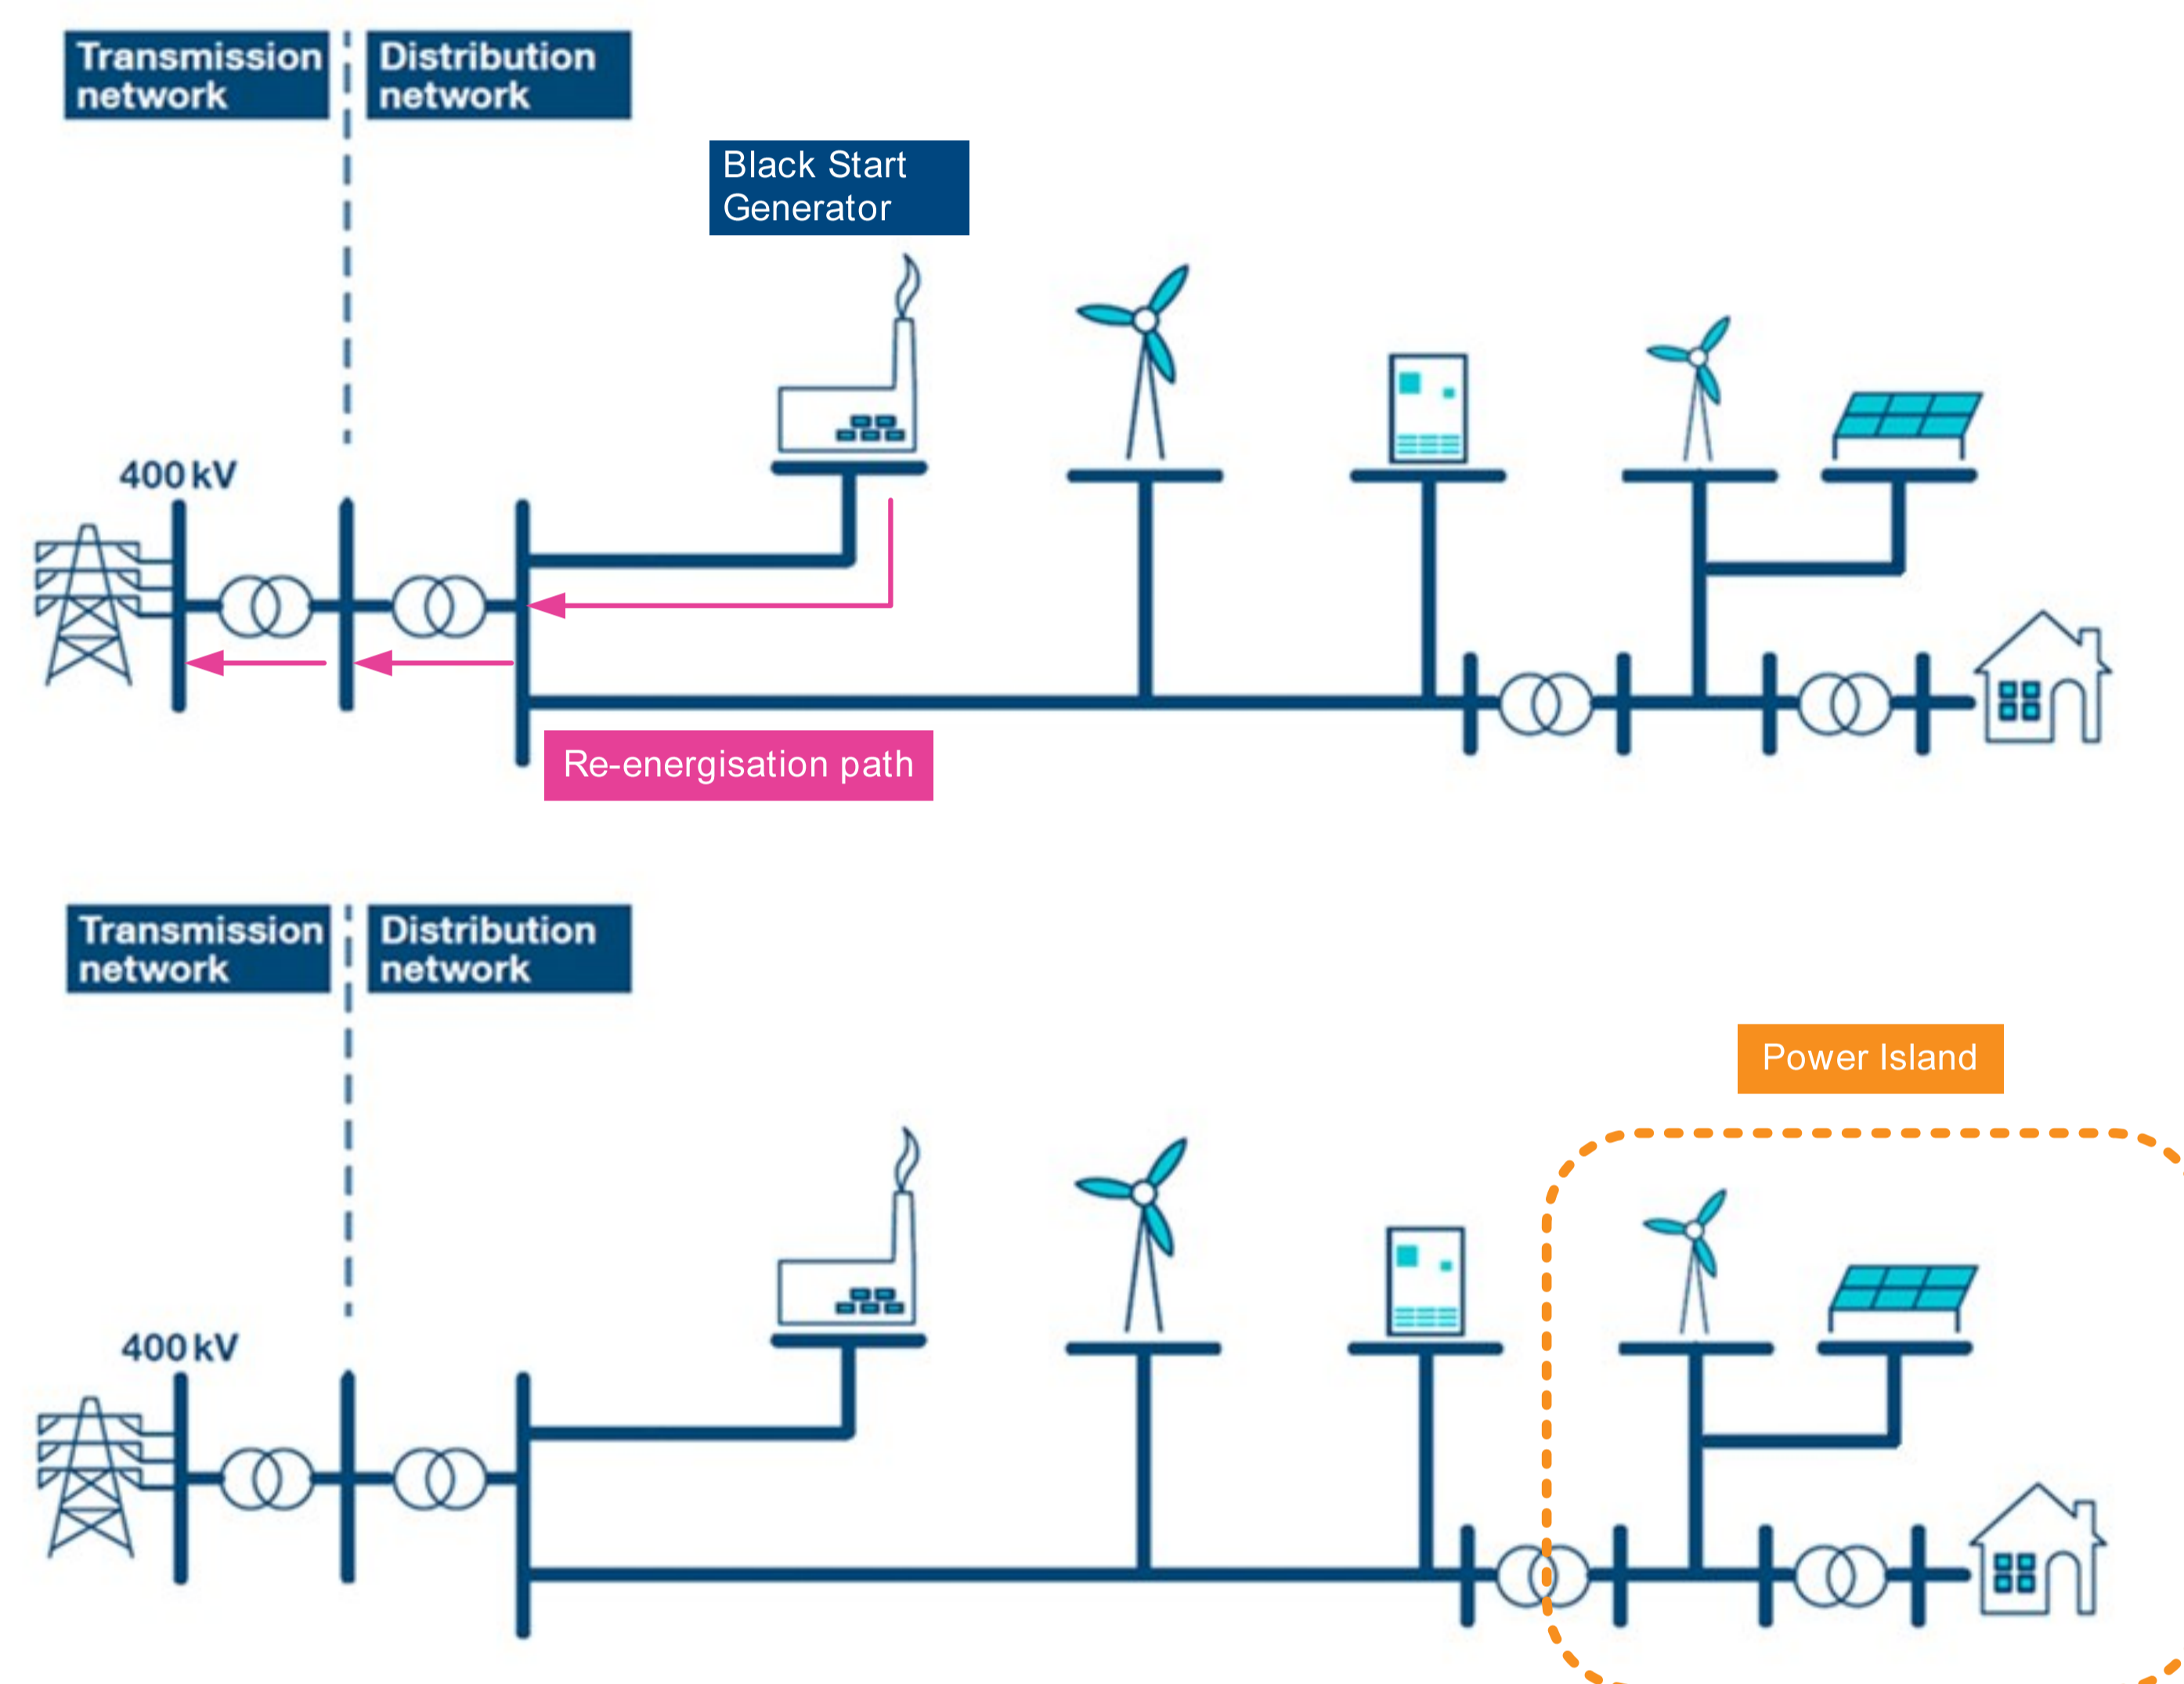 Transmission
network
Distribution
network
Black Start
Generator
400 kV
Re-energisation path
Transmission
network
Distribution
network
Power Island
400 kV